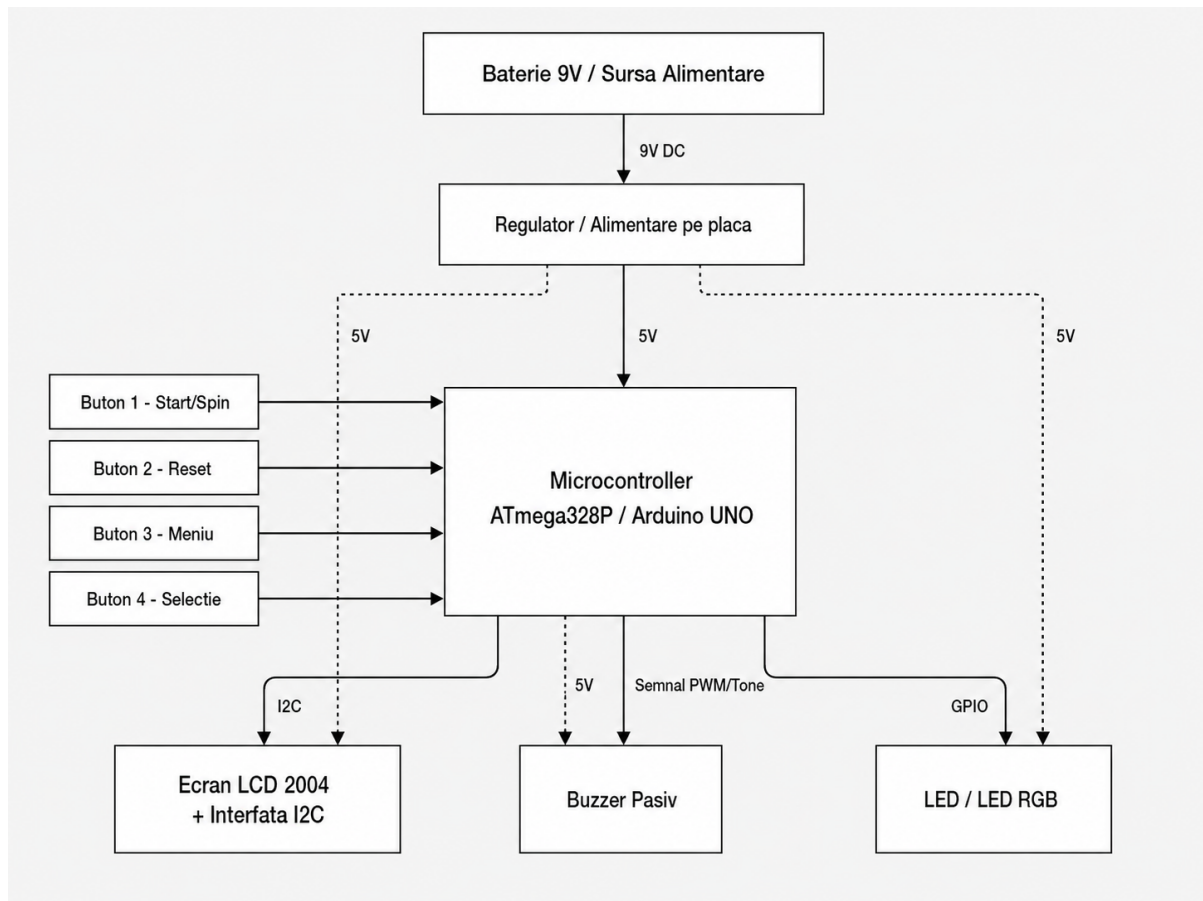 Baterie 9V / Sursa Alimentare
9V DC
Regulator / Alimentare pe placa
5V
5V
5V
Buton 1 - Start/Spin
Buton 2 - Reset
Buton 3 - Meniu
Buton 4 - Selectie
Microcontroller
ATmega328P / Arduino UNO
I2C
5V
Semnal PWM/Tone
GPIO
Ecran LCD 2004
+ Interfata I2C
Buzzer Pasiv
LED / LED RGB